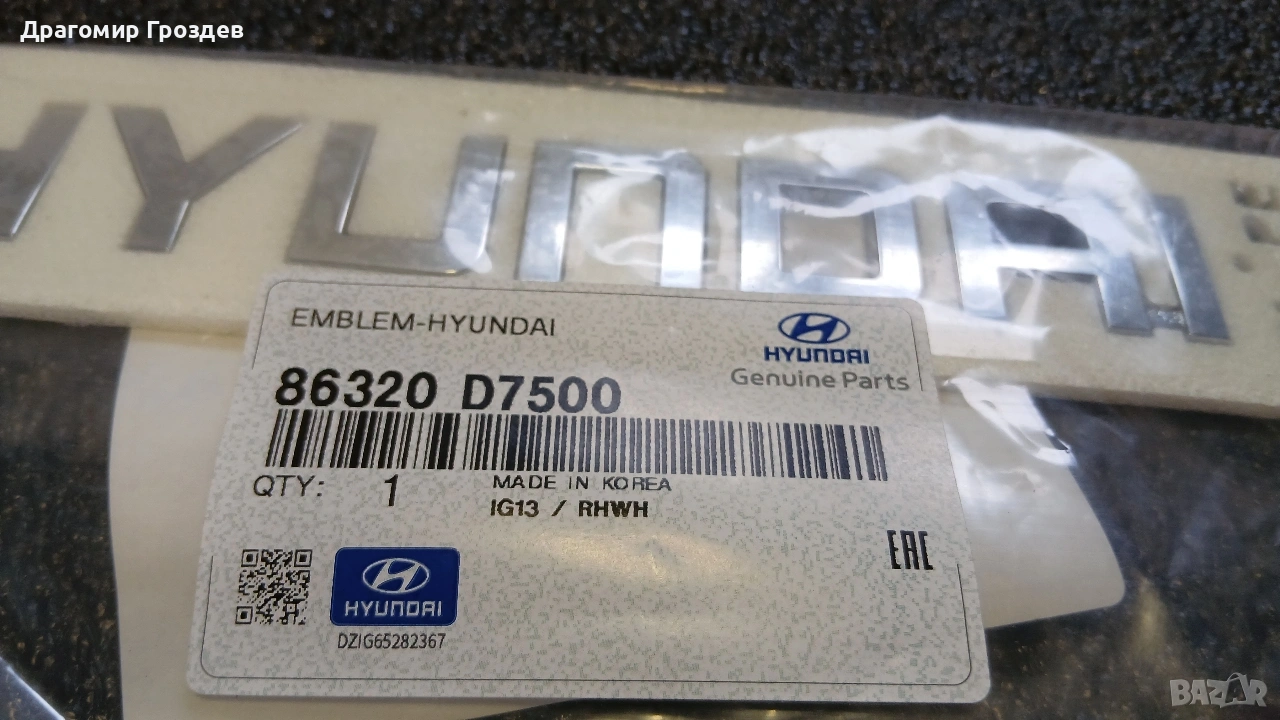 Драгомир Гроздев
HYUNDAI
EMBLEM-HYUNDAI
HYUNDAI
Genuine Parts
86320 D7500
QTY: 1
MADE IN KOREA
IG13 / RHWH
EAC
HYUNDAI
DZIG65282367
BAZAR